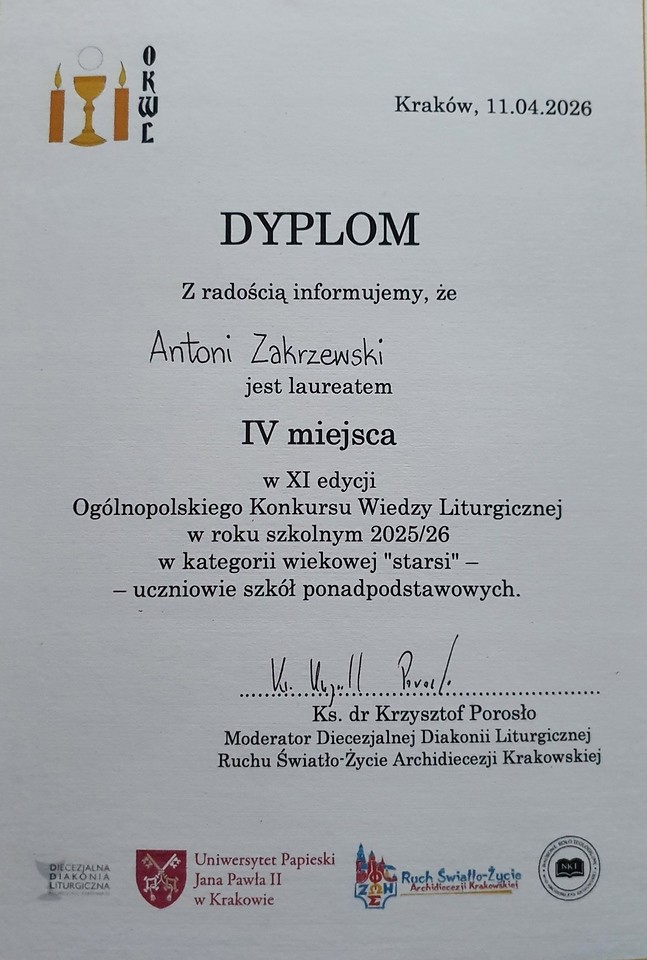 OKWL
Kraków, 11.04.2026
DYPLOM
Z radością informujemy, że
Antoni Zakrzewski
jest laureatem
IV miejsca
w XI edycji
Ogólnopolskiego Konkursu Wiedzy Liturgicznej
w roku szkolnym 2025/26
w kategorii wiekowej "starsi" –
– uczniowie szkół ponadpodstawowych.
Ks. dr Krzysztof Porosło
Moderator Diecezjalnej Diakonii Liturgicznej
Ruchu Światło-Życie Archidiecezji Krakowskiej
DIECEZJALNA
DIAKONIA
LITURGICZNA
Uniwersytet Papieski
Jana Pawła II
w Krakowie
Ruch Światło-Życie
Archidiecezji Krakowskiej
NKT